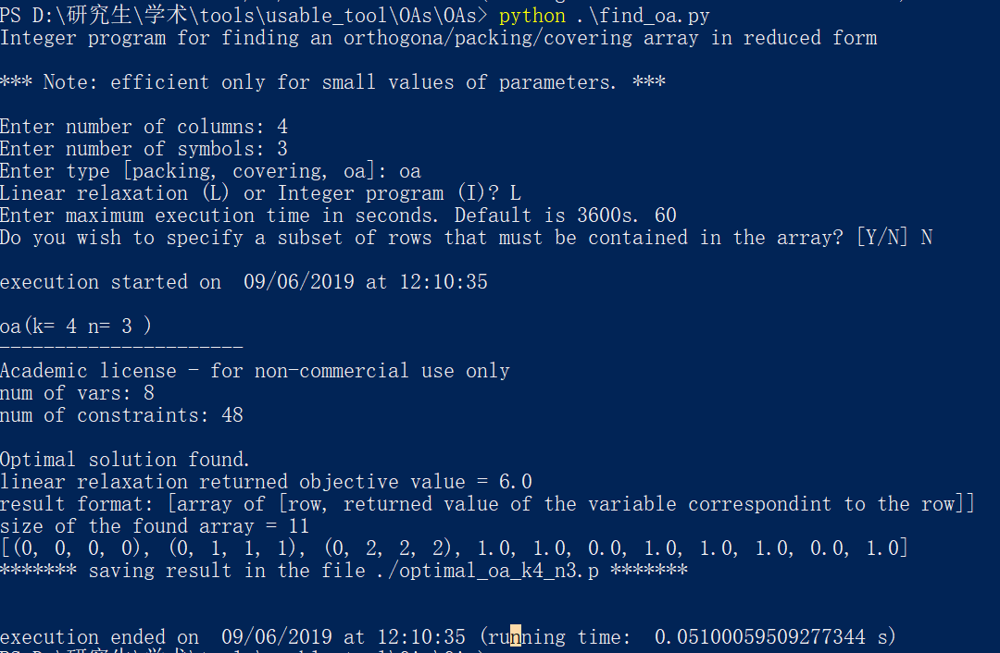 PS D:\研究生\学术\tools\usable_tool\OAs\OAs> python .\find_oa.py
Integer program for finding an orthogona/packing/covering array in reduced form
*** Note: efficient only for small values of parameters. ***
Enter number of columns: 4
Enter number of symbols: 3
Enter type [packing, covering, oa]: oa
Linear relaxation (L) or Integer program (I)? L
Enter maximum execution time in seconds. Default is 3600s. 60
Do you wish to specify a subset of rows that must be contained in the array? [Y/N] N
execution started on  09/06/2019 at 12:10:35
oa(k= 4 n= 3 )
----------------------
Academic license - for non-commercial use only
num of vars: 8
num of constraints: 48
Optimal solution found.
linear relaxation returned objective value = 6.0
result format: [array of [row, returned value of the variable correspondint to the row]]
size of the found array = 11
[(0, 0, 0, 0), (0, 1, 1, 1), (0, 2, 2, 2), 1.0, 1.0, 0.0, 1.0, 1.0, 1.0, 0.0, 1.0]
******* saving result in the file ./optimal_oa_k4_n3.p *******
execution ended on  09/06/2019 at 12:10:35 (running time:  0.05100059509277344 s)